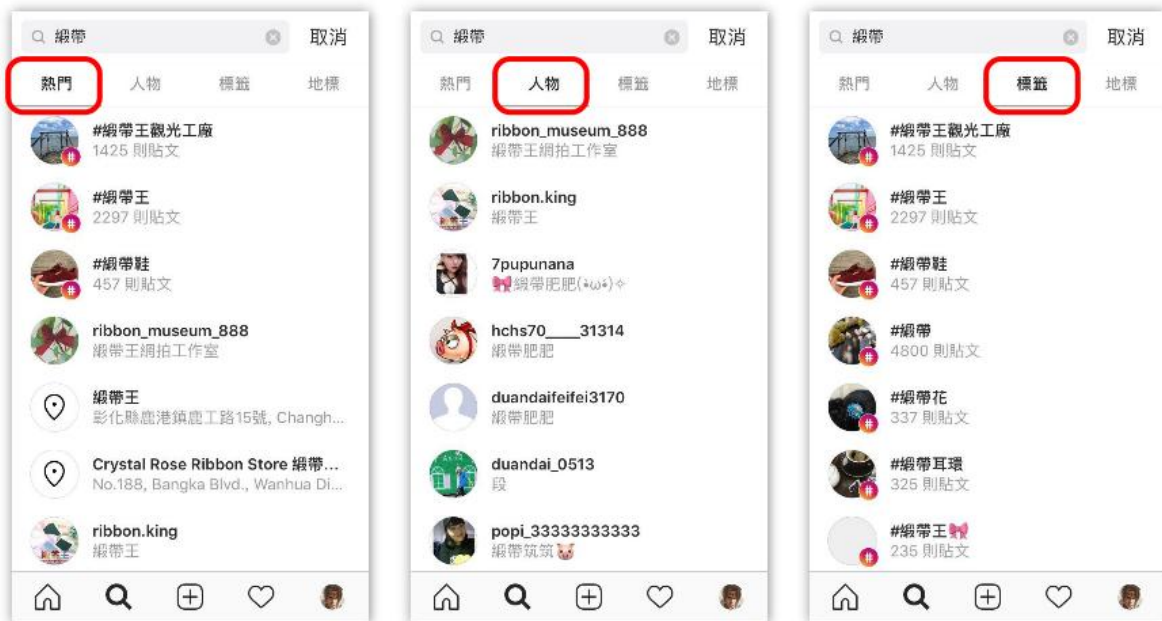 緞帶
取消
熱門
人物
標籤
地標
#緞帶王觀光工廠
1425 則貼文
#緞帶王
2297 則貼文
#緞帶鞋
457 則貼文
ribbon_museum_888
緞帶王網拍工作室
緞帶王
彰化縣鹿港鎮鹿工路15號, Changh...
Crystal Rose Ribbon Store 緞帶...
No.188, Bangka Blvd., Wanhua Di...
ribbon.king
緞帶王
緞帶
取消
熱門
人物
標籤
地標
ribbon_museum_888
緞帶王網拍工作室
ribbon.king
緞帶王
7pupunana
🎀緞帶肥肥(•̀ω•́)✧
hchs70____31314
緞帶肥肥
duandaifeifei3170
緞帶肥肥
duandai_0513
段
popi_33333333333
緞帶筑筑🐷
緞帶
取消
熱門
人物
標籤
地標
#緞帶王觀光工廠
1425 則貼文
#緞帶王
2297 則貼文
#緞帶鞋
457 則貼文
#緞帶
4800 則貼文
#緞帶花
337 則貼文
#緞帶耳環
325 則貼文
#緞帶王🎀
235 則貼文